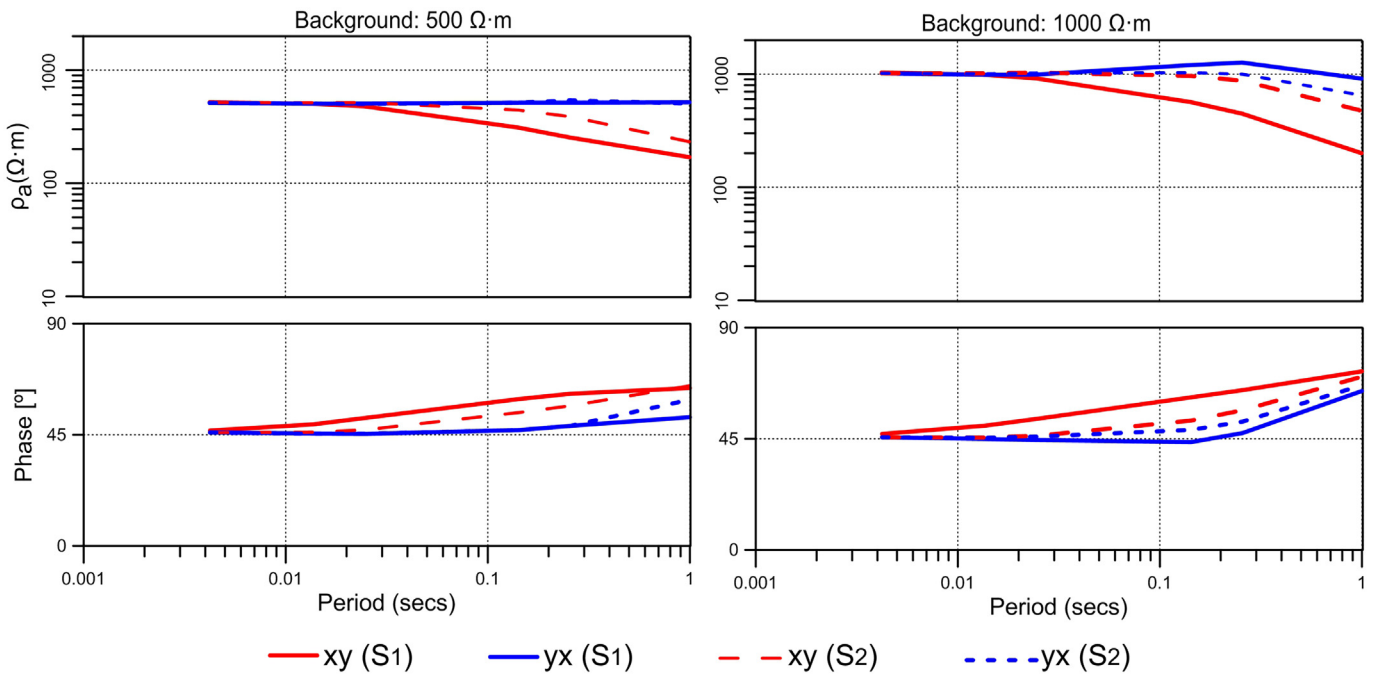 Background: 500 Ω·m
Background: 1000 Ω·m
ρa(Ω·m)
1000
100
10
1000
100
10
Phase [º]
90
45
0
90
45
0
0.001
0.01
0.1
1
0.001
0.01
0.1
1
Period (secs)
Period (secs)
xy (S1)
yx (S1)
xy (S2)
yx (S2)